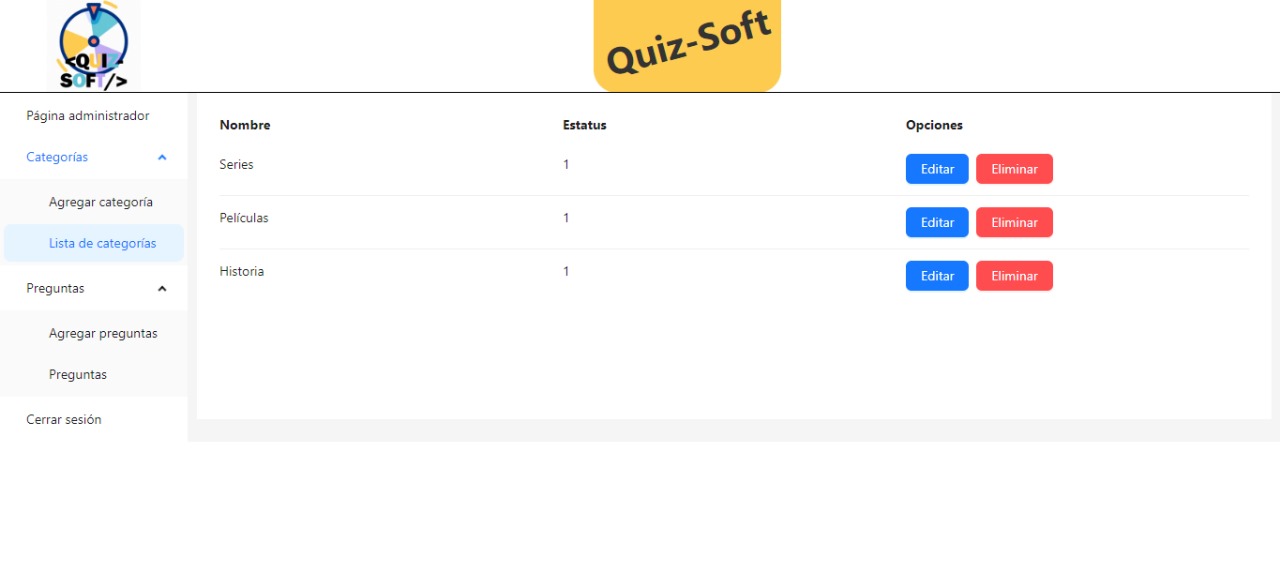 <QUIZ-
SOFT/>
Quiz-Soft
Página administrador
Categorías
Agregar categoría
Lista de categorías
Preguntas
Agregar preguntas
Preguntas
Cerrar sesión
Nombre Estatus Opciones
Series 1 Editar Eliminar
Películas 1 Editar Eliminar
Historia 1 Editar Eliminar